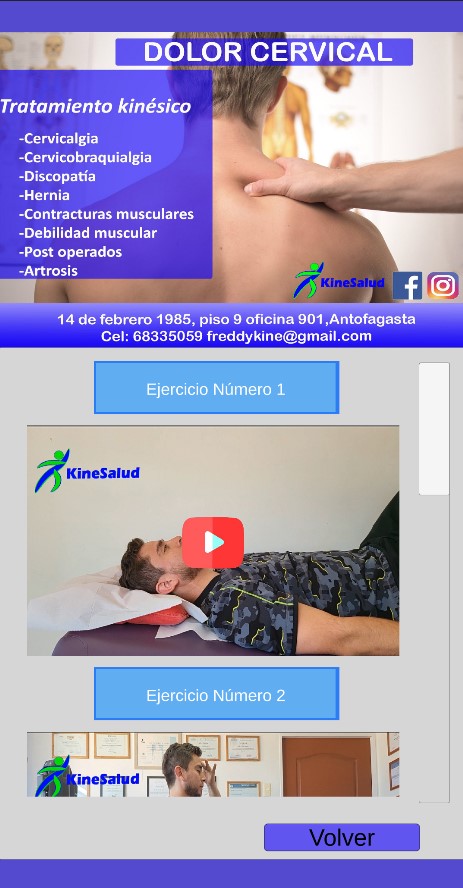 DOLOR CERVICAL
Tratamiento kinésico
-Cervicalgia
-Cervicobraquialgia
-Discopatía
-Hernia
-Contracturas musculares
-Debilidad muscular
-Post operados
-Artrosis
KineSalud
14 de febrero 1985, piso 9 oficina 901,Antofagasta
Cel: 68335059 freddykine@gmail.com
Ejercicio Número 1
KineSalud
Ejercicio Número 2
KineSalud
Volver